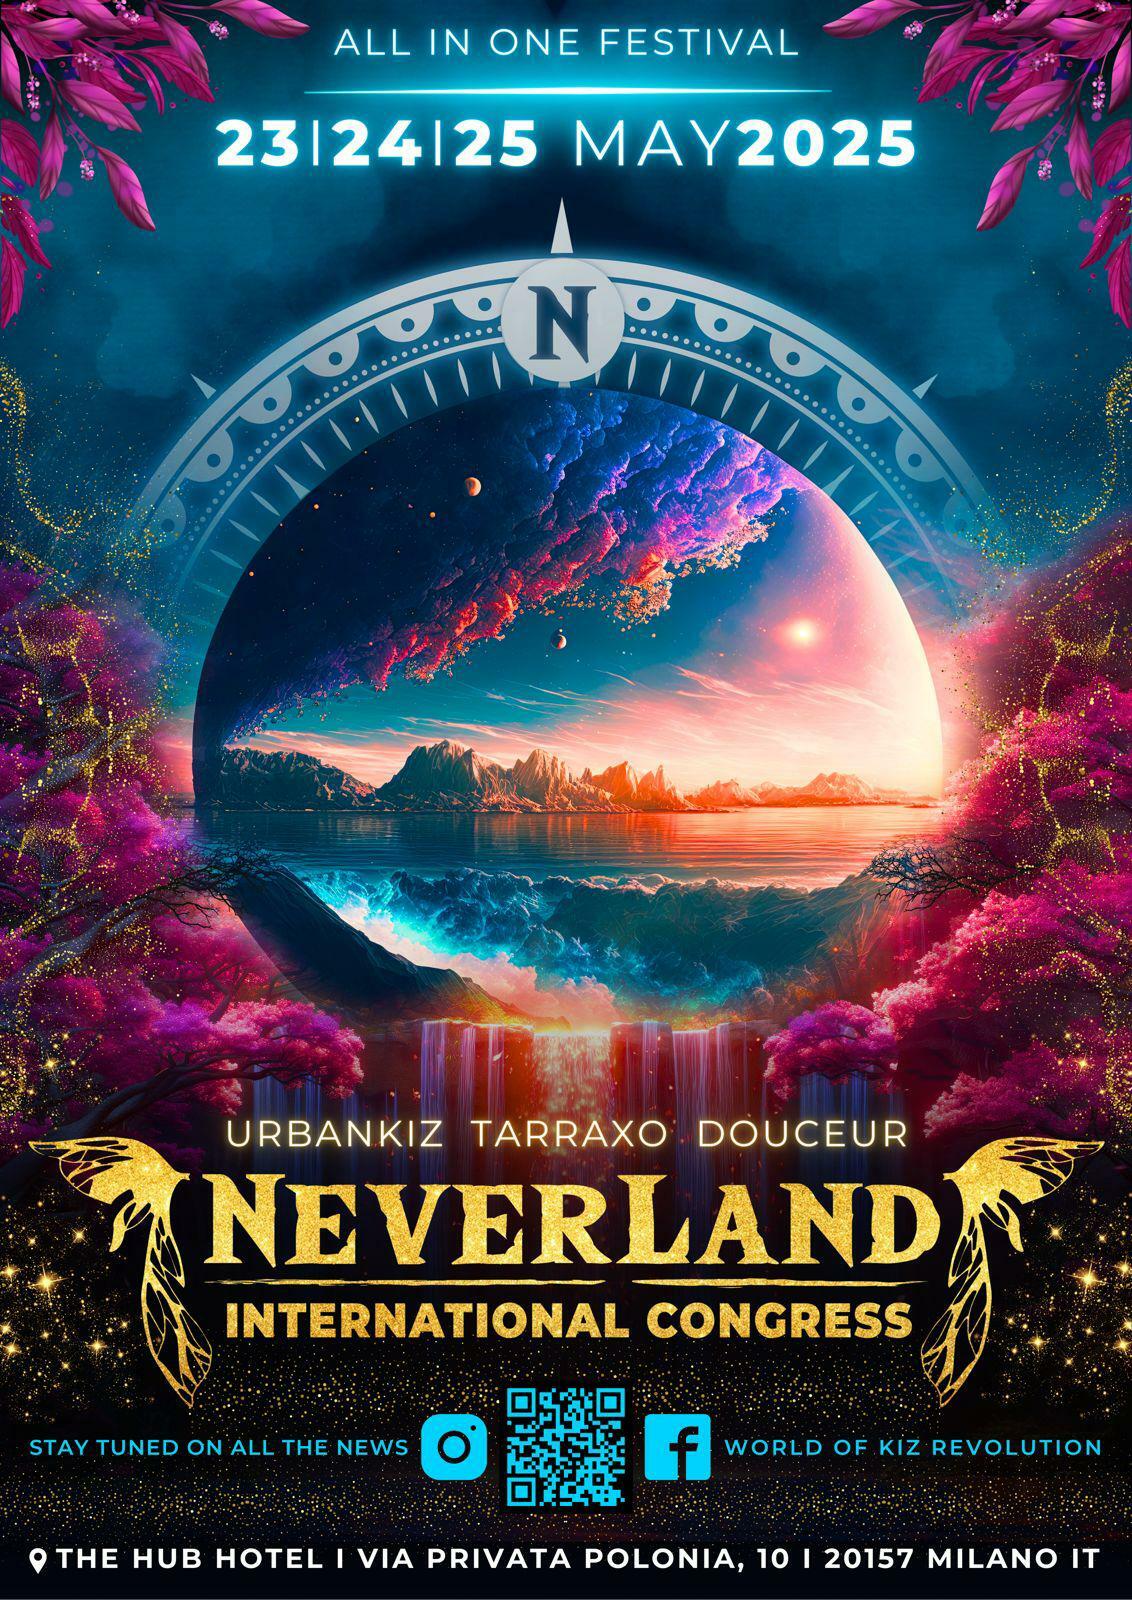 ALL IN ONE FESTIVAL
23|24|25 MAY2025
N
URBANKIZ TARRAXO DOUCEUR
NEVERLAND
INTERNATIONAL CONGRESS
STAY TUNED ON ALL THE NEWS
WORLD OF KIZ REVOLUTION
THE HUB HOTEL I VIA PRIVATA POLONIA, 10 I 20157 MILANO IT